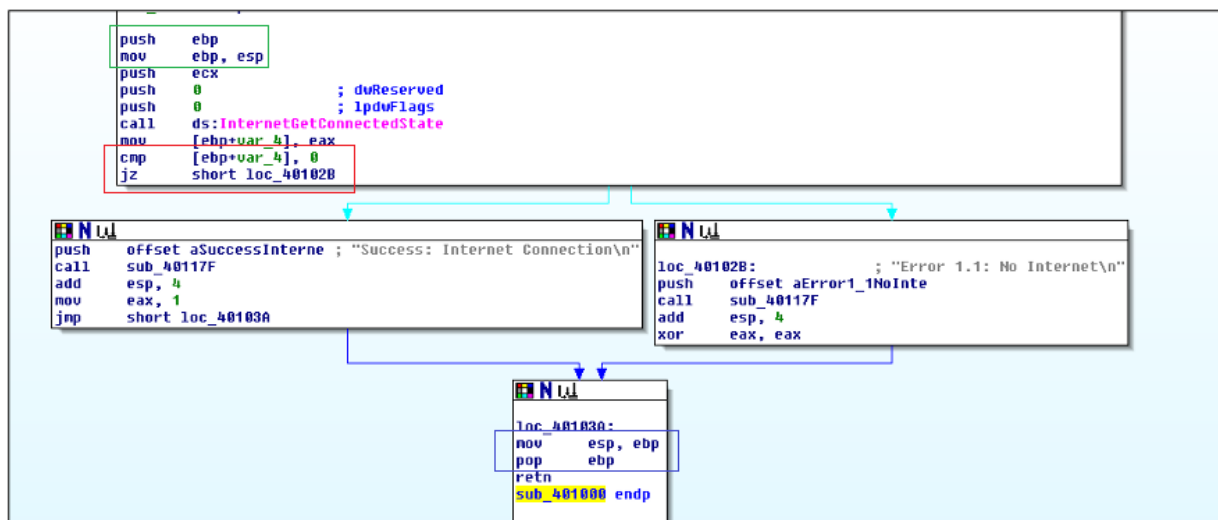 push ebp
mov ebp, esp
push ecx
push 0 ; dwReserved
push 0 ; lpdwFlags
call ds:InternetGetConnectedState
mov [ebp+var_4], eax
cmp [ebp+var_4], 0
jz short loc_40102B
N
push offset aSuccessInterne ; "Success: Internet Connection\n"
call sub_40117F
add esp, 4
mov eax, 1
jmp short loc_40103A
N
loc_40102B: ; "Error 1.1: No Internet\n"
push offset aError1_1NoInte
call sub_40117F
add esp, 4
xor eax, eax
N
loc_40103A:
mov esp, ebp
pop ebp
retn
sub_401000 endp